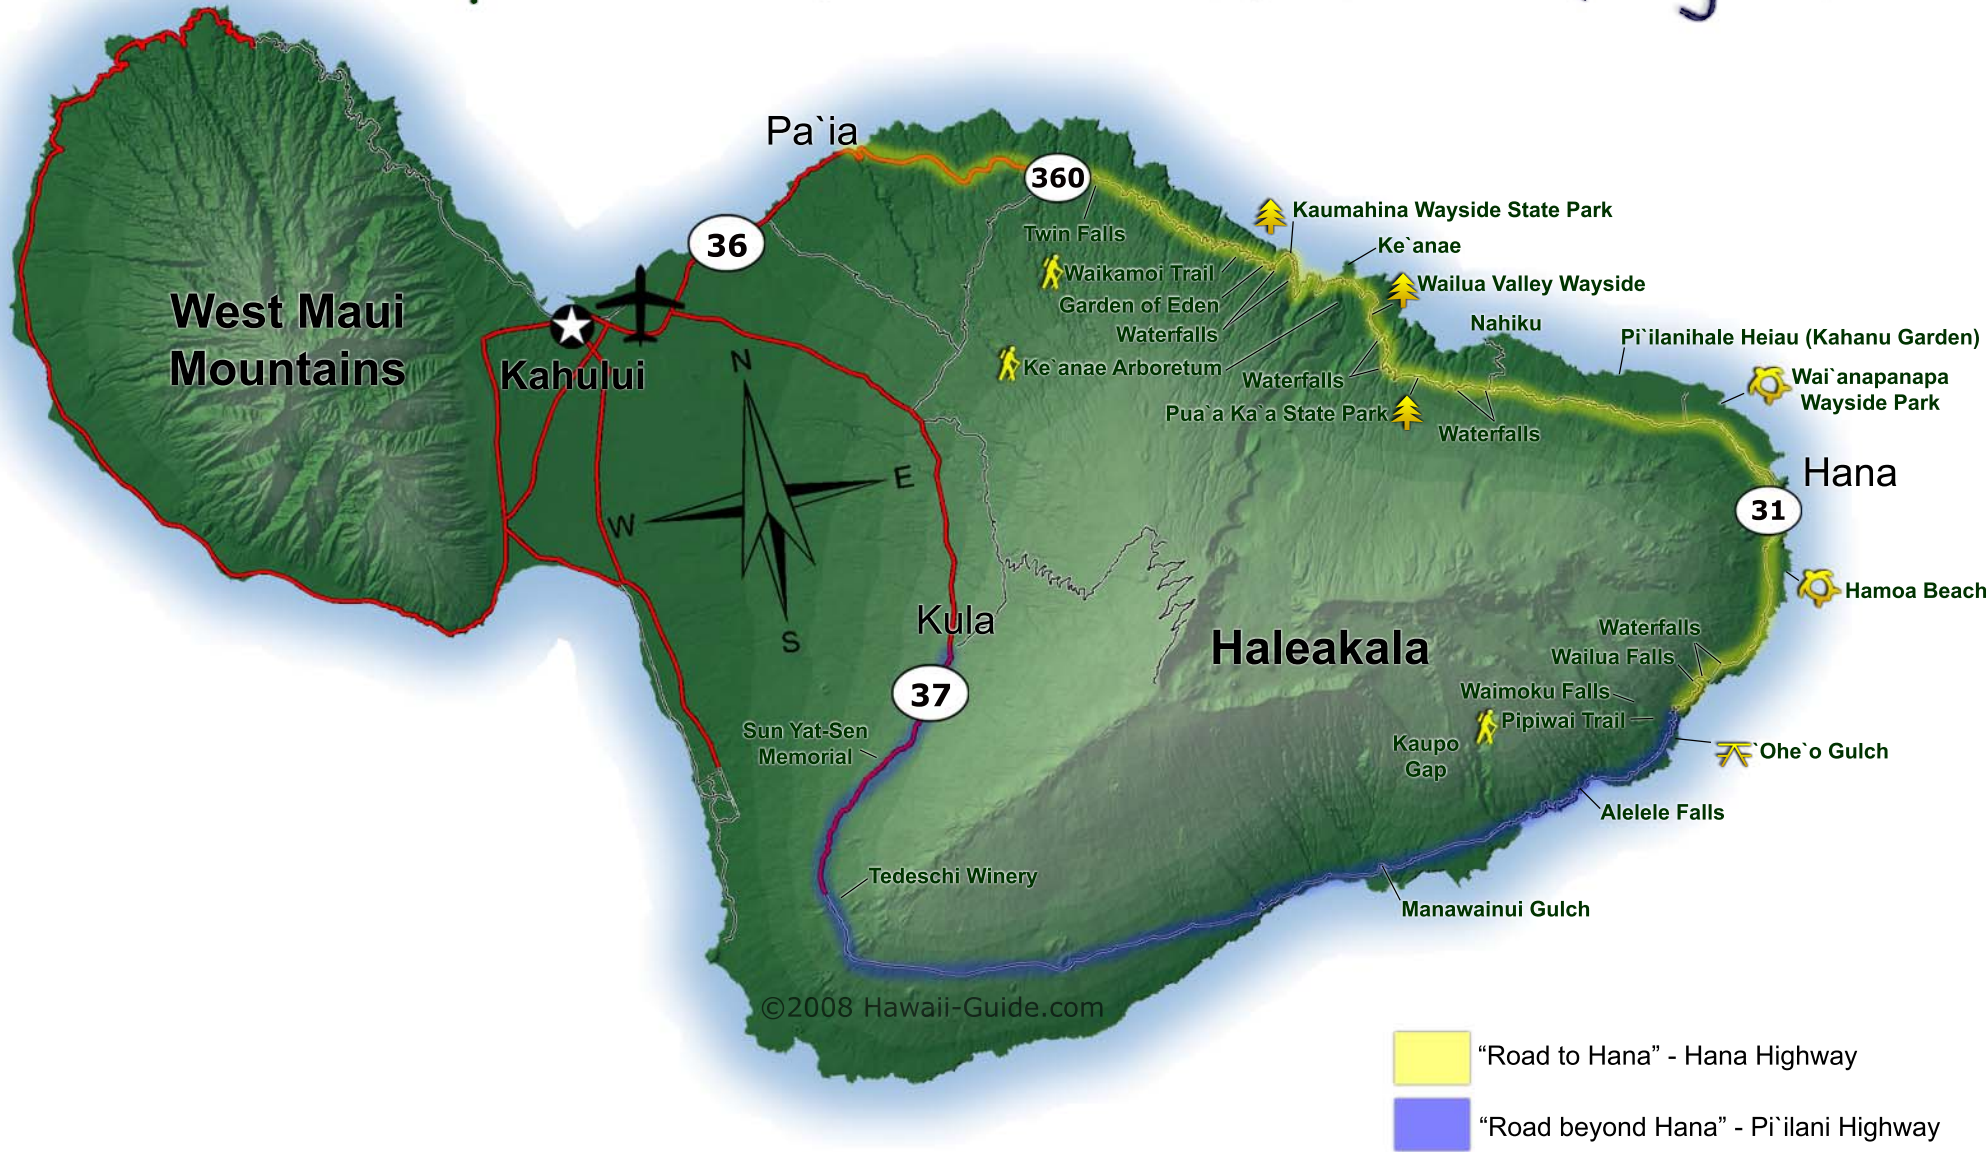 Pa`ia
360
36
Kaumahina Wayside State Park
Twin Falls
Ke`anae
Waikamoi Trail
Wailua Valley Wayside
Garden of Eden
Waterfalls
Nahiku
Pi`ilanihale Heiau (Kahanu Garden)
West Maui
Mountains
Kahului
N
Ke`anae Arboretum
Waterfalls
Wai`anapanapa
Wayside Park
Pua`a Ka`a State Park
Waterfalls
E
Hana
W
31
S
Hamoa Beach
Kula
Haleakala
Waterfalls
Wailua Falls
37
Waimoku Falls
Pipiwai Trail
Sun Yat-Sen
Memorial
Kaupo
Gap
`Ohe`o Gulch
Alelele Falls
Tedeschi Winery
Manawainui Gulch
©2008 Hawaii-Guide.com
“Road to Hana” - Hana Highway
“Road beyond Hana” - Pi`ilani Highway